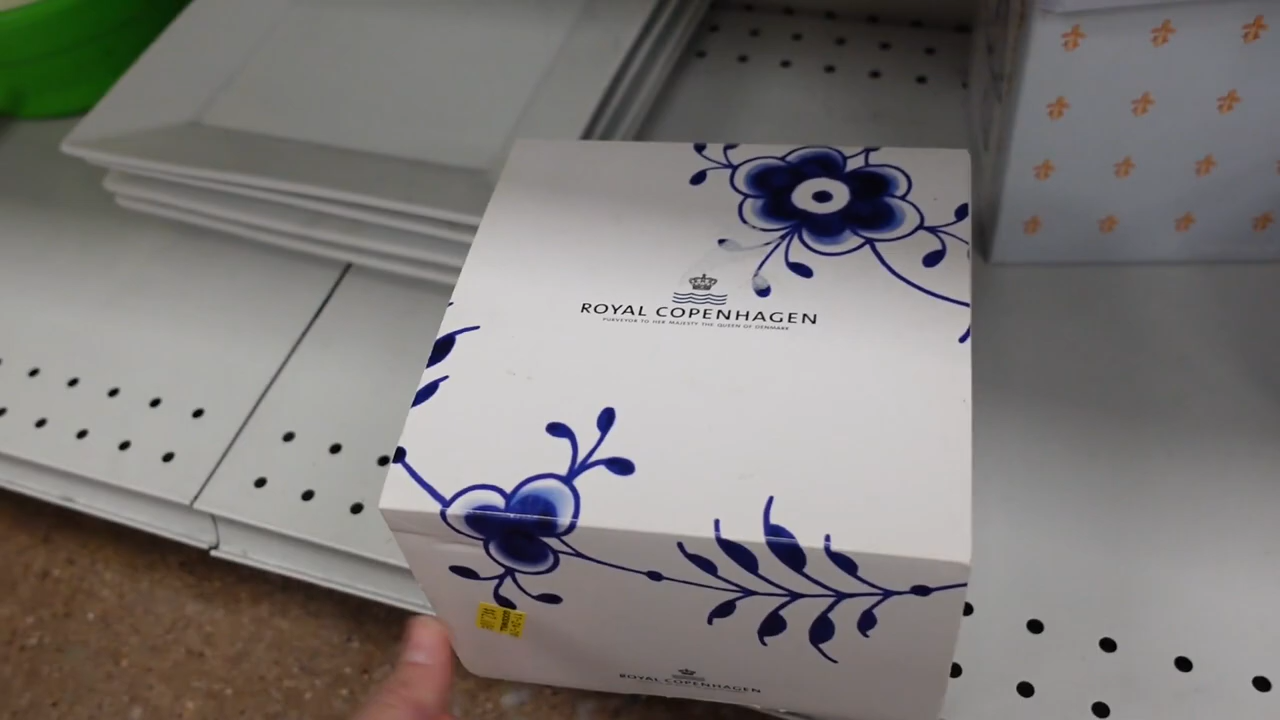 ROYAL COPENHAGEN
PURVEYOR TO HER MAJESTY THE QUEEN OF DENMARK
ROYAL COPENHAGEN